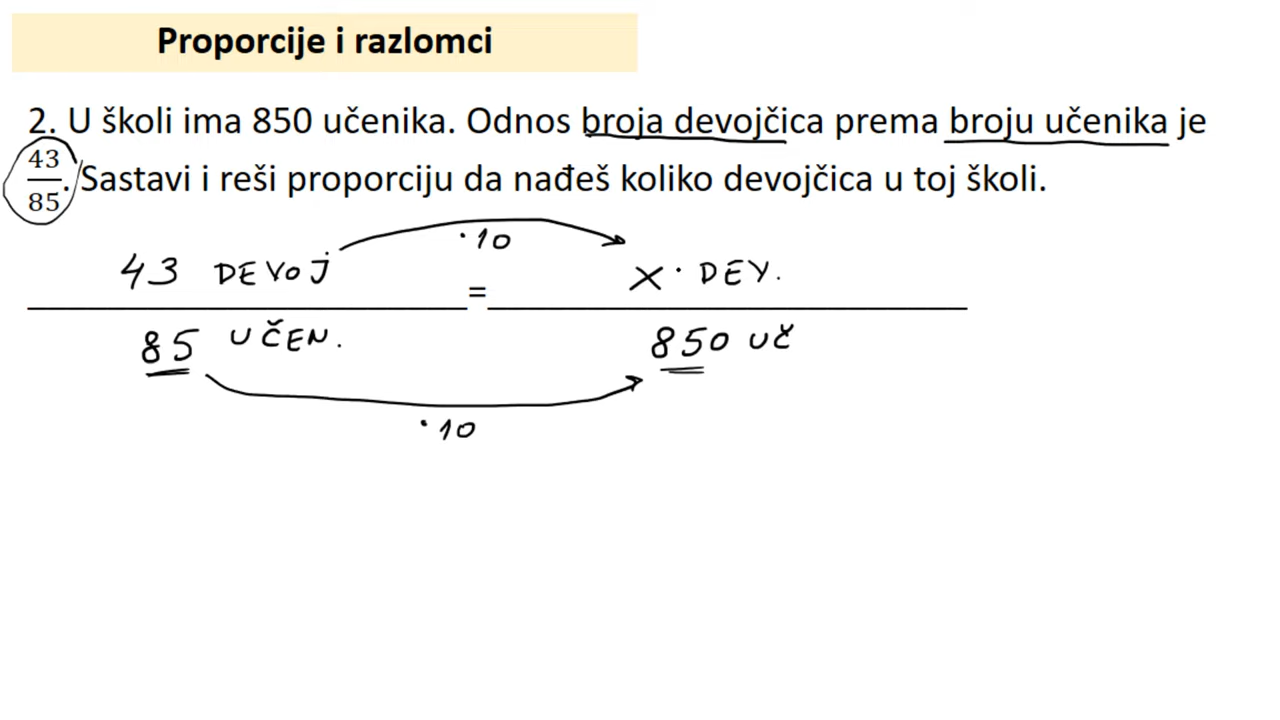 Proporcije i razlomci
2. U školi ima 850 učenika. Odnos broja devojčica prema broju učenika je
43/85. Sastavi i reši proporciju da nađeš koliko devojčica u toj školi.
·10
43 DEVOJ = X· DEV.
85 UČEN. 850 UČ
·10